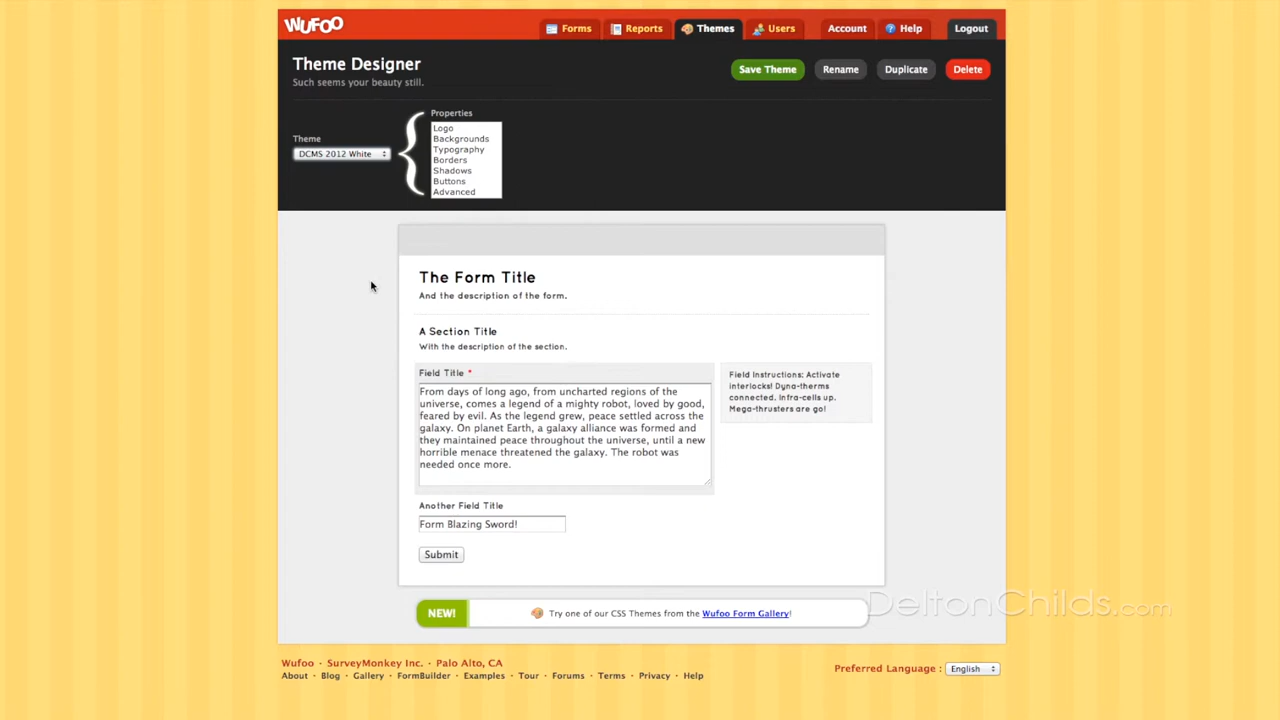 WUFOO
Forms
Reports
Themes
Users
Account
Help
Logout
Theme Designer
Such seems your beauty still.
Save Theme
Rename
Duplicate
Delete
Theme
DCMS 2012 White
Properties
Logo
Backgrounds
Typography
Borders
Shadows
Buttons
Advanced
The Form Title
And the description of the form.
A Section Title
With the description of the section.
Field Title *
From days of long ago, from uncharted regions of the
universe, comes a legend of a mighty robot, loved by good,
feared by evil. As the legend grew, peace settled across the
galaxy. On planet Earth, a galaxy alliance was formed and
they maintained peace throughout the universe, until a new
horrible menace threatened the galaxy. The robot was
needed once more.
Field Instructions: Activate
interlocks! Dyna-therms
connected. Infra-cells up.
Mega-thrusters are go!
Another Field Title
Form Blazing Sword!
Submit
NEW!
Try one of our CSS Themes from the Wufoo Form Gallery!
DeltonChilds.com
Wufoo · SurveyMonkey Inc. · Palo Alto, CA
Preferred Language : English
About · Blog · Gallery · FormBuilder · Examples · Tour · Forums · Terms · Privacy · Help